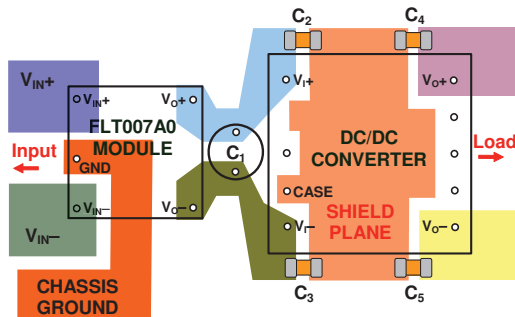 C2
C4
VIN+
VIN+
VO+
VI+
VO+
FLT007A0
MODULE
Input
GND
C1
DC/DC
CONVERTER
Load
CASE
SHIELD
PLANE
VIN–
VO–
VI–
VO–
VIN–
CHASSIS
GROUND
C3
C5